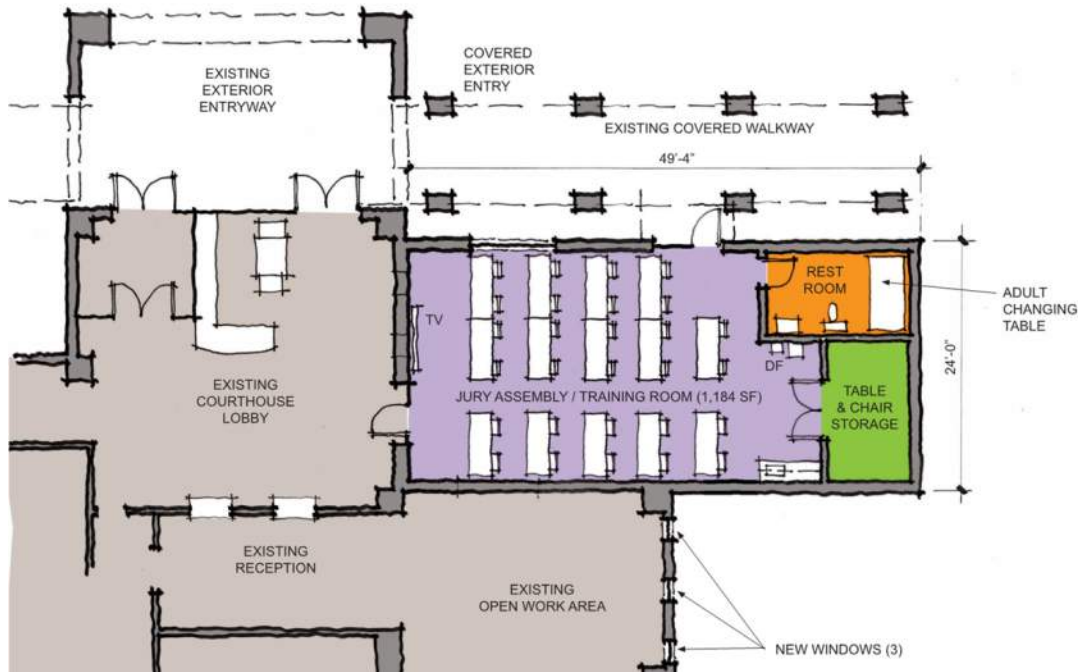 EXISTING
EXTERIOR
ENTRYWAY
COVERED
EXTERIOR
ENTRY
EXISTING COVERED WALKWAY
49'-4"
REST
ROOM
ADULT
CHANGING
TABLE
TV
DF
24'-0"
JURY ASSEMBLY / TRAINING ROOM (1,184 SF)
TABLE
& CHAIR
STORAGE
EXISTING
COURTHOUSE
LOBBY
EXISTING
RECEPTION
EXISTING
OPEN WORK AREA
NEW WINDOWS (3)